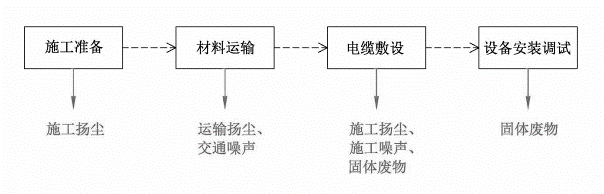 施工准备
材料运输
电缆敷设
设备安装调试
施工扬尘
运输扬尘、
交通噪声
施工扬尘、
施工噪声、
固体废物
固体废物